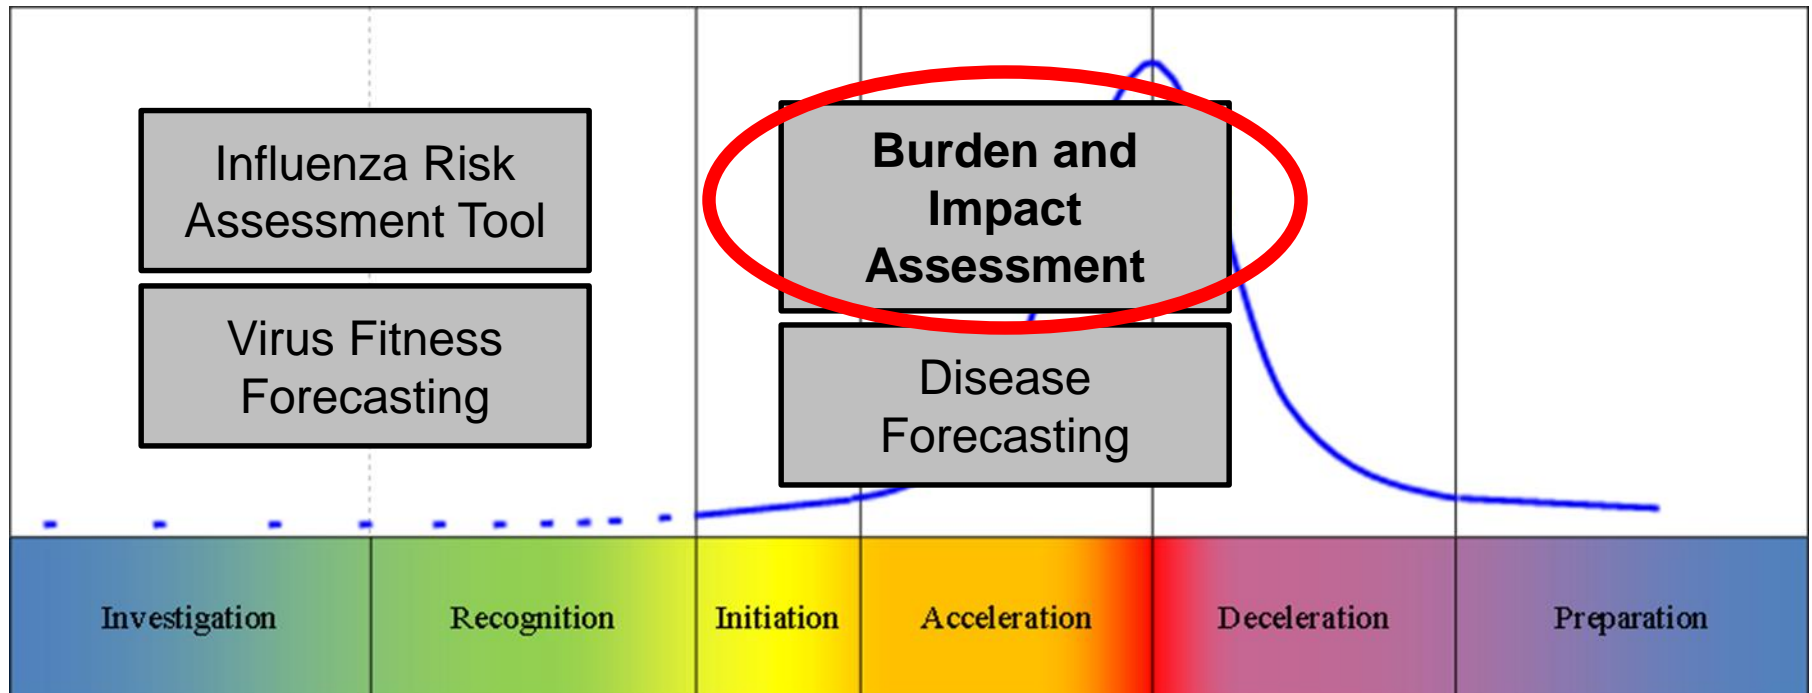 Influenza Risk
Assessment Tool
Virus Fitness
Forecasting
Burden and
Impact
Assessment
Disease
Forecasting
Investigation
Recognition
Initiation
Acceleration
Deceleration
Preparation